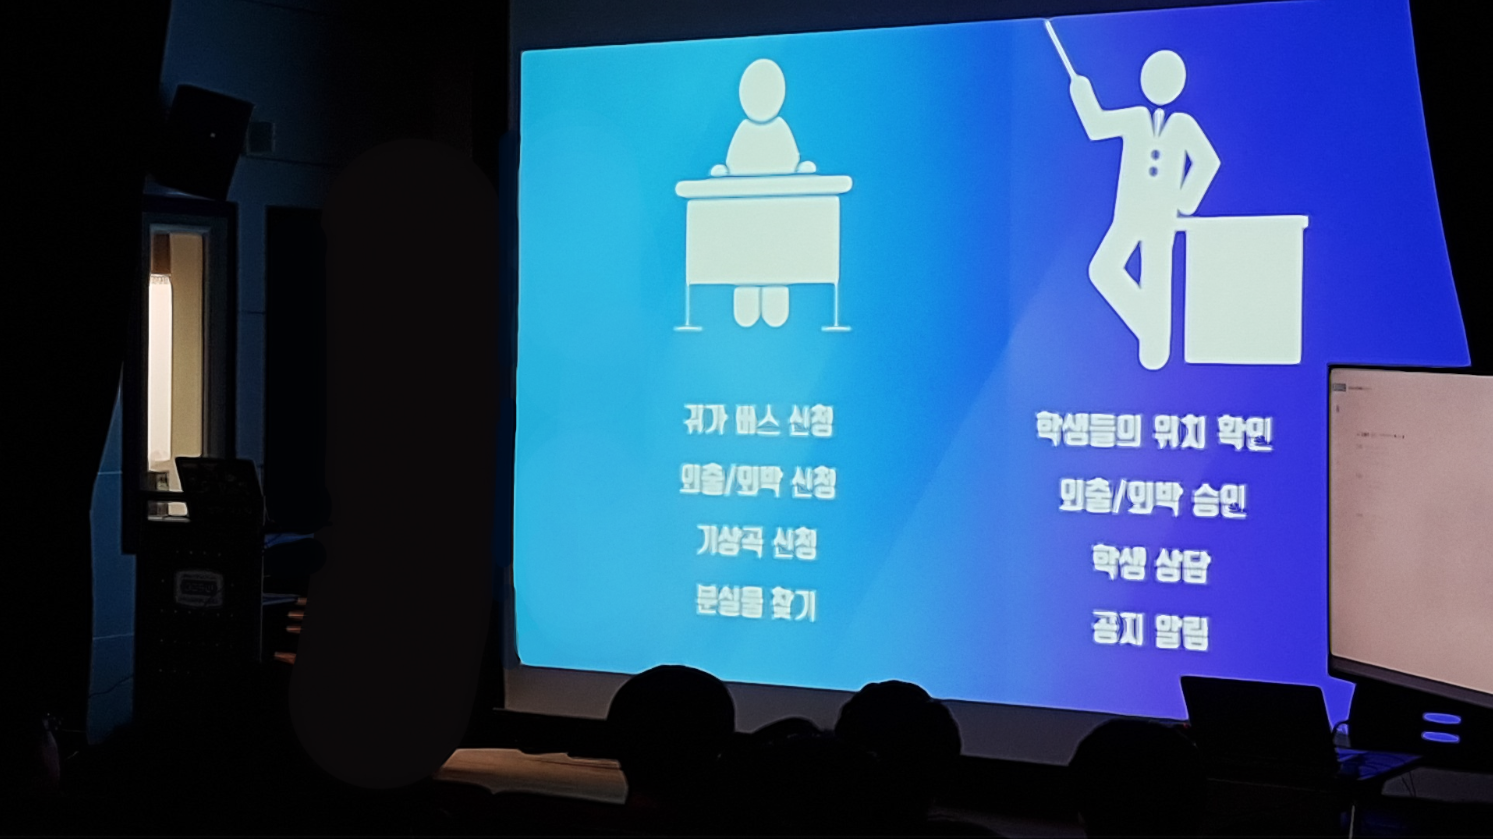 귀가 버스 신청
외출/외박 신청
기상곡 신청
분실물 찾기
학생들의 위치 확인
외출/외박 승인
학생 상담
공지 알림